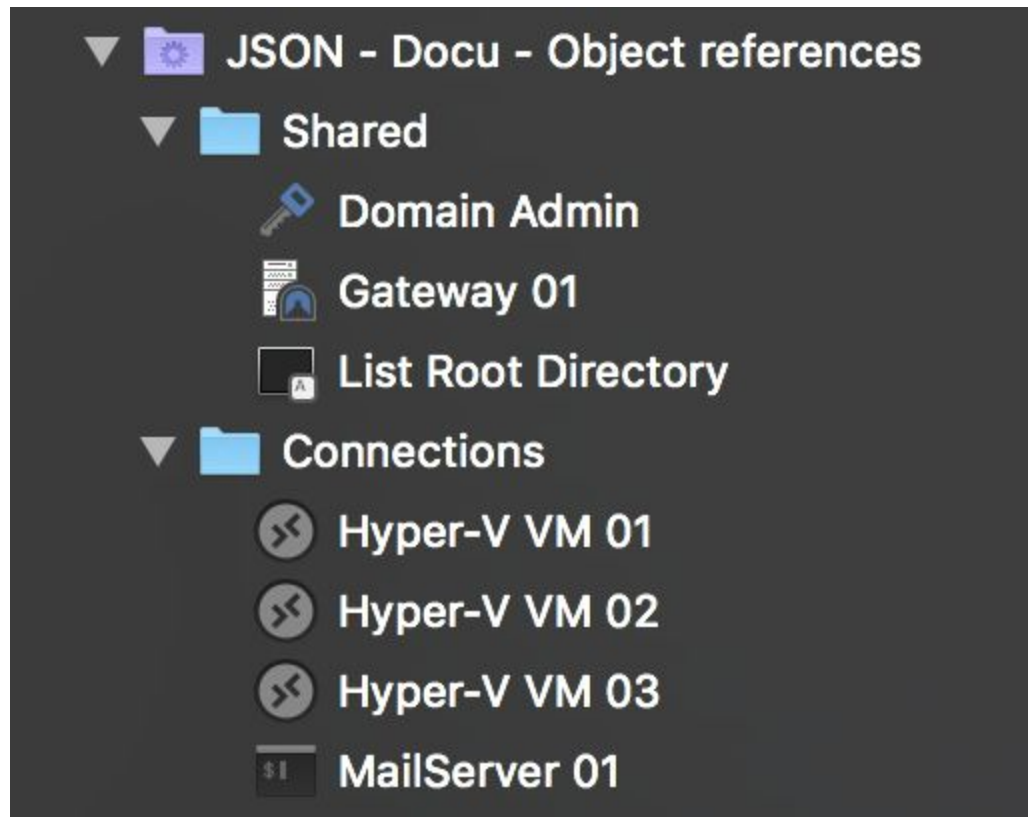 JSON - Docu - Object references
Shared
Domain Admin
Gateway 01
A
List Root Directory
Connections
Hyper-V VM 01
Hyper-V VM 02
Hyper-V VM 03
$
MailServer 01